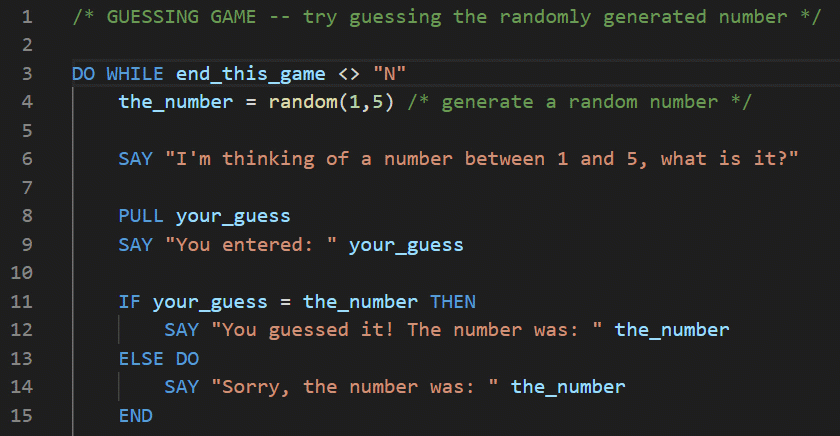 1 /* GUESSING GAME -- try guessing the randomly generated number */
2
3 DO WHILE end_this_game <> "N"
4     the_number = random(1,5) /* generate a random number */
5
6     SAY "I'm thinking of a number between 1 and 5, what is it?"
7
8     PULL your_guess
9     SAY "You entered: " your_guess
10
11     IF your_guess = the_number THEN
12         SAY "You guessed it! The number was: " the_number
13     ELSE DO
14         SAY "Sorry, the number was: " the_number
15     END